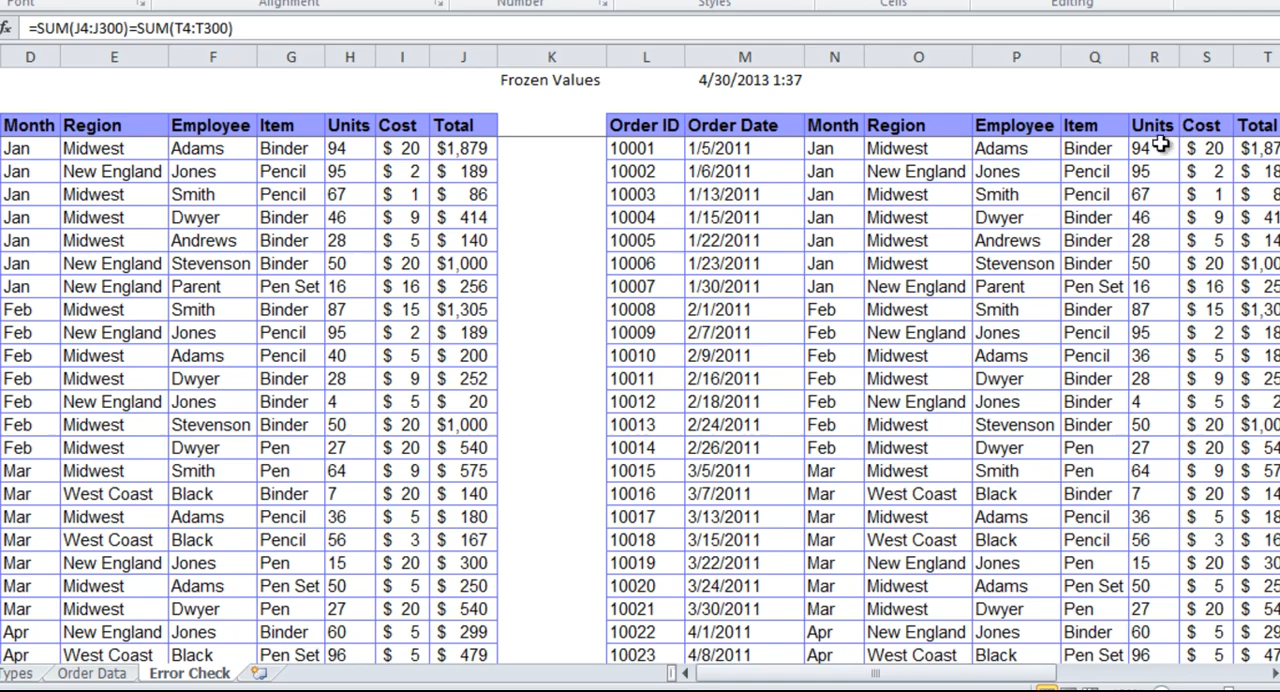 Font Alignment Number Styles Cells Editing
fx =SUM(J4:J300)=SUM(T4:T300)
D E F G H I J K L M N O P Q R S T
Frozen Values 4/30/2013 1:37
Month Region Employee Item Units Cost Total Order ID Order Date Month Region Employee Item Units Cost Total
Jan Midwest Adams Binder 94 $ 20 $1,879 10001 1/5/2011 Jan Midwest Adams Binder 94 $ 20 $1,87
Jan New England Jones Pencil 95 $ 2 $ 189 10002 1/6/2011 Jan New England Jones Pencil 95 $ 2 $ 18
Jan Midwest Smith Pencil 67 $ 1 $ 86 10003 1/13/2011 Jan Midwest Smith Pencil 67 $ 1 $ 8
Jan Midwest Dwyer Binder 46 $ 9 $ 414 10004 1/15/2011 Jan Midwest Dwyer Binder 46 $ 9 $ 41
Jan Midwest Andrews Binder 28 $ 5 $ 140 10005 1/22/2011 Jan Midwest Andrews Binder 28 $ 5 $ 14
Jan New England Stevenson Binder 50 $ 20 $1,000 10006 1/23/2011 Jan Midwest Stevenson Binder 50 $ 20 $1,00
Jan New England Parent Pen Set 16 $ 16 $ 256 10007 1/30/2011 Jan New England Parent Pen Set 16 $ 16 $ 25
Feb Midwest Smith Binder 87 $ 15 $1,305 10008 2/1/2011 Feb Midwest Smith Binder 87 $ 15 $1,30
Feb New England Jones Pencil 95 $ 2 $ 189 10009 2/7/2011 Feb New England Jones Pencil 95 $ 2 $ 18
Feb Midwest Adams Pencil 40 $ 5 $ 200 10010 2/9/2011 Feb Midwest Adams Pencil 36 $ 5 $ 18
Feb Midwest Dwyer Binder 28 $ 9 $ 252 10011 2/16/2011 Feb Midwest Dwyer Binder 28 $ 9 $ 25
Feb New England Jones Binder 4 $ 5 $ 20 10012 2/18/2011 Feb New England Jones Binder 4 $ 5 $ 2
Feb Midwest Stevenson Binder 50 $ 20 $1,000 10013 2/24/2011 Feb Midwest Stevenson Binder 50 $ 20 $1,00
Feb Midwest Dwyer Pen 27 $ 20 $ 540 10014 2/26/2011 Feb Midwest Dwyer Pen 27 $ 20 $ 54
Mar Midwest Smith Pen 64 $ 9 $ 575 10015 3/5/2011 Mar Midwest Smith Pen 64 $ 9 $ 57
Mar West Coast Black Binder 7 $ 20 $ 140 10016 3/7/2011 Mar West Coast Black Binder 7 $ 20 $ 14
Mar Midwest Adams Pencil 36 $ 5 $ 180 10017 3/13/2011 Mar Midwest Adams Pencil 36 $ 5 $ 18
Mar West Coast Black Pencil 56 $ 3 $ 167 10018 3/15/2011 Mar West Coast Black Pencil 56 $ 3 $ 16
Mar New England Jones Pen 15 $ 20 $ 300 10019 3/22/2011 Mar New England Jones Pen 15 $ 20 $ 30
Mar Midwest Adams Pen Set 50 $ 5 $ 250 10020 3/24/2011 Mar Midwest Adams Pen Set 50 $ 5 $ 25
Mar Midwest Dwyer Pen 27 $ 20 $ 540 10021 3/30/2011 Mar Midwest Dwyer Pen 27 $ 20 $ 54
Apr New England Jones Binder 60 $ 5 $ 299 10022 4/1/2011 Apr New England Jones Binder 60 $ 5 $ 29
Apr West Coast Black Pen Set 96 $ 5 $ 479 10023 4/8/2011 Apr West Coast Black Pen Set 96 $ 5 $ 47
Types Order Data Error Check